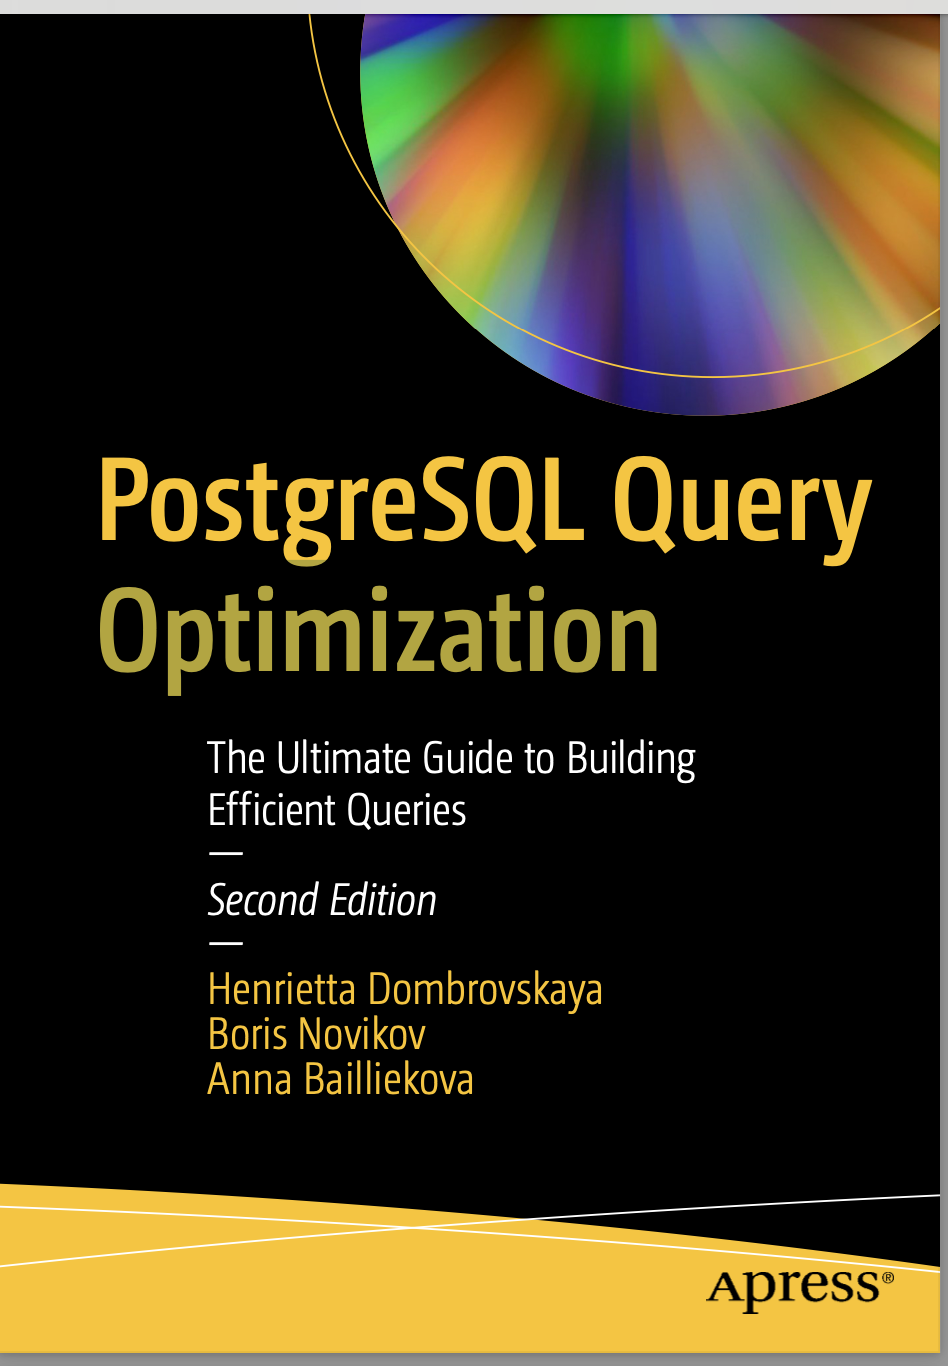 PostgreSQL Query
Optimization
The Ultimate Guide to Building
Efficient Queries
—
Second Edition
—
Henrietta Dombrovskaya
Boris Novikov
Anna Bailliekova
Apress®